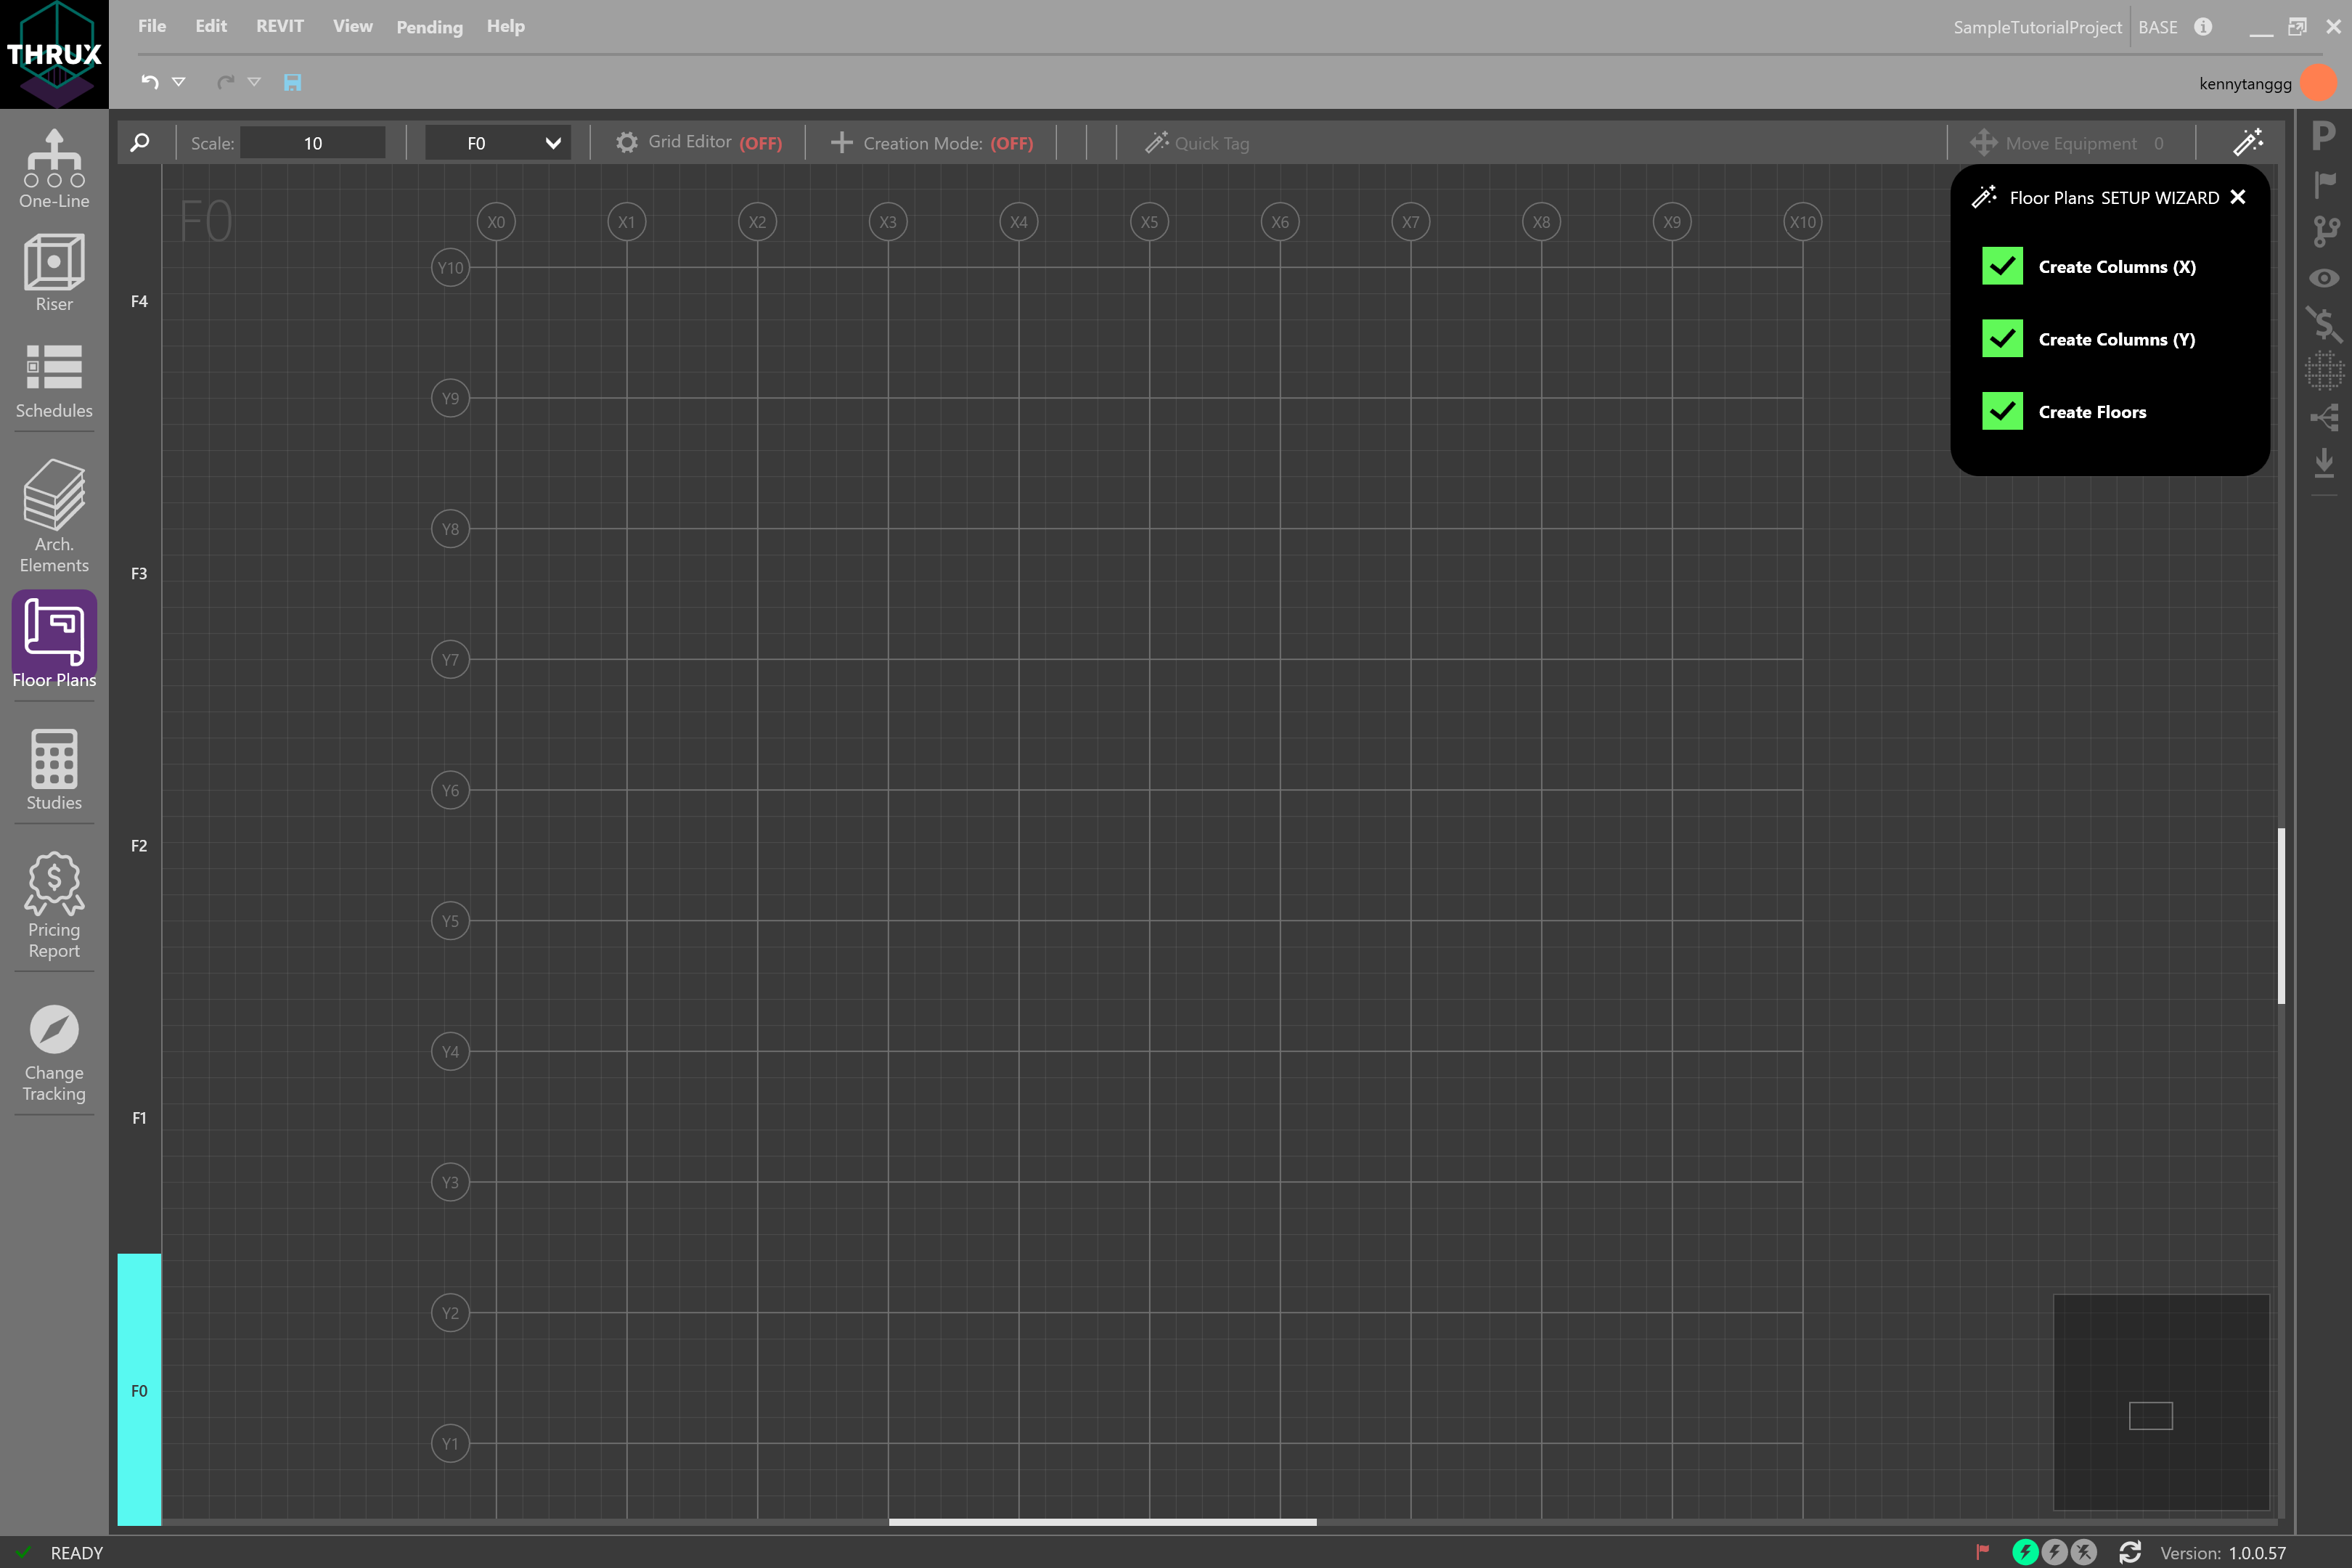 THRUX
File Edit REVIT View Pending Help
SampleTutorialProject BASE
kennytanggg
Scale: 10 F0 Grid Editor (OFF) Creation Mode: (OFF) Quick Tag Move Equipment 0
One-Line
Riser
Schedules
Arch.
Elements
Floor Plans
Studies
Pricing
Report
Change
Tracking
F4
F3
F2
F1
F0
F0
X0 X1 X2 X3 X4 X5 X6 X7 X8 X9 X10
Y10
Y9
Y8
Y7
Y6
Y5
Y4
Y3
Y2
Y1
Floor Plans SETUP WIZARD
Create Columns (X)
Create Columns (Y)
Create Floors
P
READY
Version: 1.0.0.57